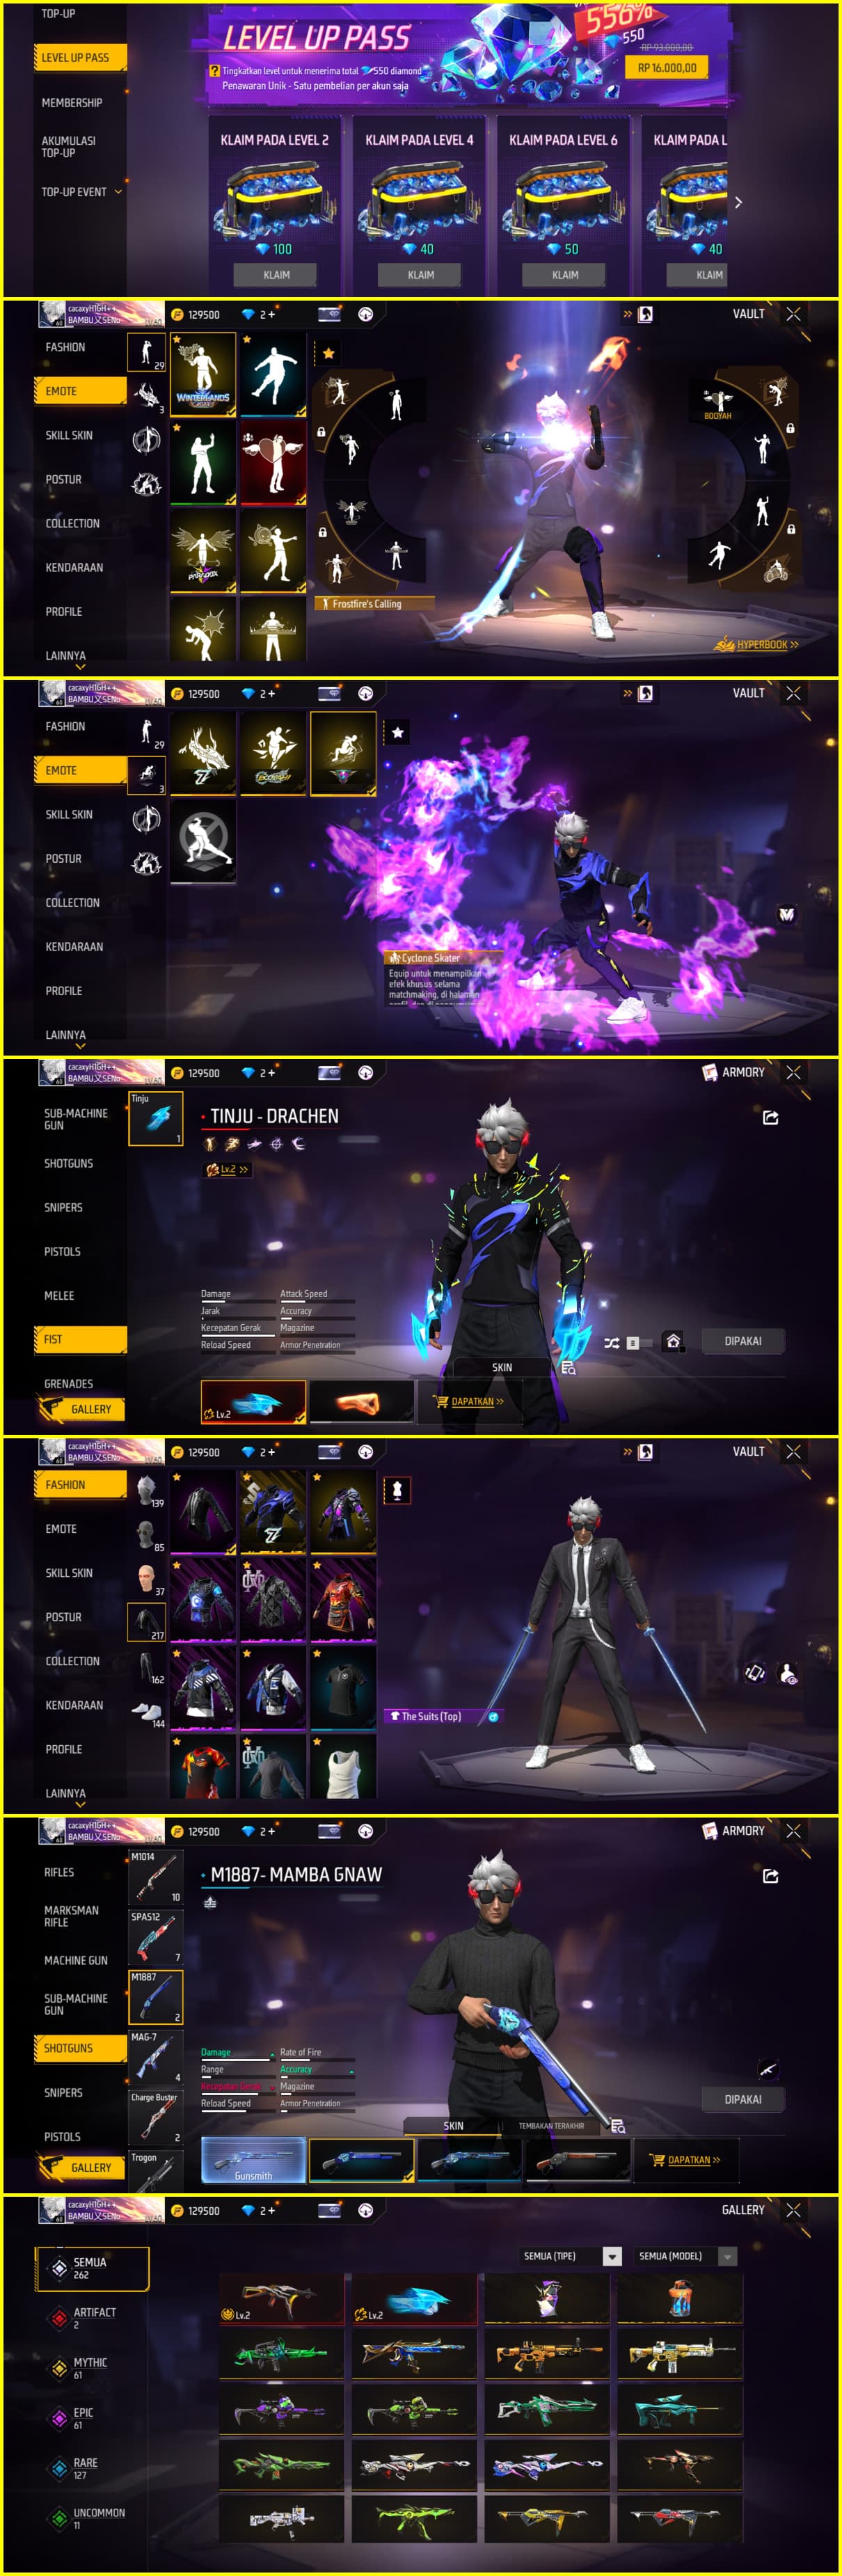 TOP-UP
LEVEL UP PASS
MEMBERSHIP
AKUMULASI
TOP-UP
TOP-UP EVENT
LEVEL UP PASS
Tingkatkan level untuk menerima total 550 diamond
Penawaran Unik - Satu pembelian per akun saja
556%
550
RP 93.000,00
RP 16.000,00
KLAIM PADA LEVEL 2
100
KLAIM
KLAIM PADA LEVEL 4
40
KLAIM
KLAIM PADA LEVEL 6
50
KLAIM
KLAIM PADA L
40
KLAIM
cacaxyH1GH++
129500
2 +
VAULT
FASHION
EMOTE
SKILL SKIN
POSTUR
COLLECTION
KENDARAAN
PROFILE
LAINNYA
29
3
WINTERLANDS
PARADOX
BOOYAH
Frostfire's Calling
HYPERBOOK >>
cacaxyH1GH++
129500
2 +
VAULT
FASHION
EMOTE
SKILL SKIN
POSTUR
COLLECTION
KENDARAAN
PROFILE
LAINNYA
29
3
BOOYAH
Cyclone Skater
Equip untuk menampilkan
efek khusus selama
matchmaking, di halaman
cacaxyH1GH++
129500
2 +
ARMORY
SUB-MACHINE
GUN
SHOTGUNS
SNIPERS
PISTOLS
MELEE
FIST
GRENADES
GALLERY
Tinju
1
TINJU - DRACHEN
Lv.2 >>
Damage
Attack Speed
Jarak
Accuracy
Kecepatan Gerak
Magazine
Reload Speed
Armor Penetration
SKIN
DIPAKAI
Lv.2
DAPATKAN >>
cacaxyH1GH++
129500
2 +
VAULT
FASHION
EMOTE
SKILL SKIN
POSTUR
COLLECTION
KENDARAAN
PROFILE
LAINNYA
139
85
37
217
162
144
The Suits (Top)
cacaxyH1GH++
129500
2 +
ARMORY
RIFLES
MARKSMAN
RIFLE
MACHINE GUN
SUB-MACHINE
GUN
SHOTGUNS
SNIPERS
PISTOLS
GALLERY
M1014
10
SPAS12
7
M1887
2
MAG-7
4
Charge Buster
2
Trogon
M1887- MAMBA GNAW
Damage
Rate of Fire
Range
Accuracy
Kecepatan Gerak
Magazine
Reload Speed
Armor Penetration
SKIN
TEMBAKAN TERAKHIR
DIPAKAI
Gunsmith
DAPATKAN >>
cacaxyH1GH++
129500
2 +
GALLERY
SEMUA
262
ARTIFACT
2
MYTHIC
61
EPIC
61
RARE
127
UNCOMMON
11
SEMUA (TIPE)
SEMUA (MODEL)
Lv.2
Lv.2